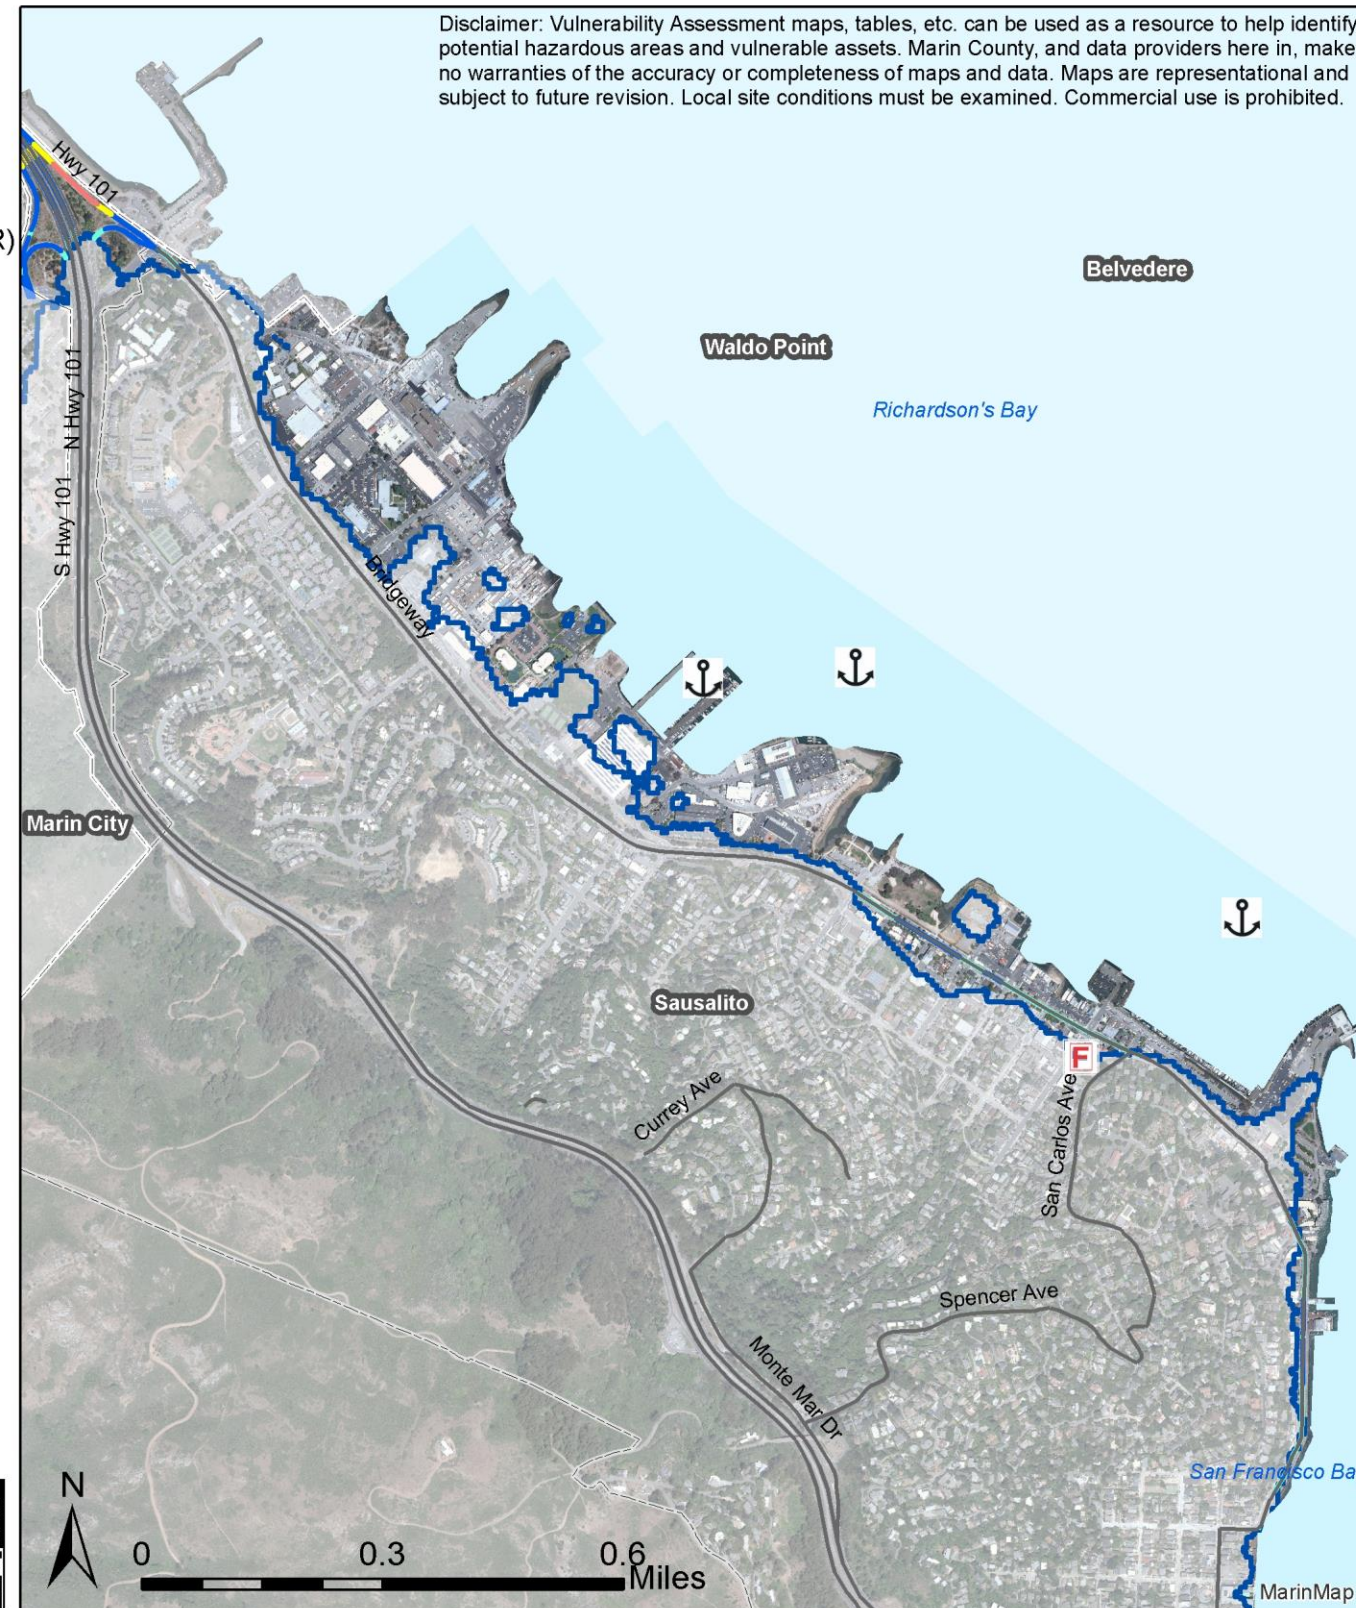 Disclaimer: Vulnerability Assessment maps, tables, etc. can be used as a resource to help identify
potential hazardous areas and vulnerable assets. Marin County, and data providers here in, make
no warranties of the accuracy or completeness of maps and data. Maps are representational and
subject to future revision. Local site conditions must be examined. Commercial use is prohibited.
Hwy 101
R)
Belvedere
Waldo Point
Richardson's Bay
N Hwy 101
S Hwy 101
Bridgeway
Marin City
Sausalito
F
Currey Ave
San Carlos Ave
Spencer Ave
Monte Mar Dr
San Francisco Ba
N
0 0.3 0.6
Miles
MarinMap